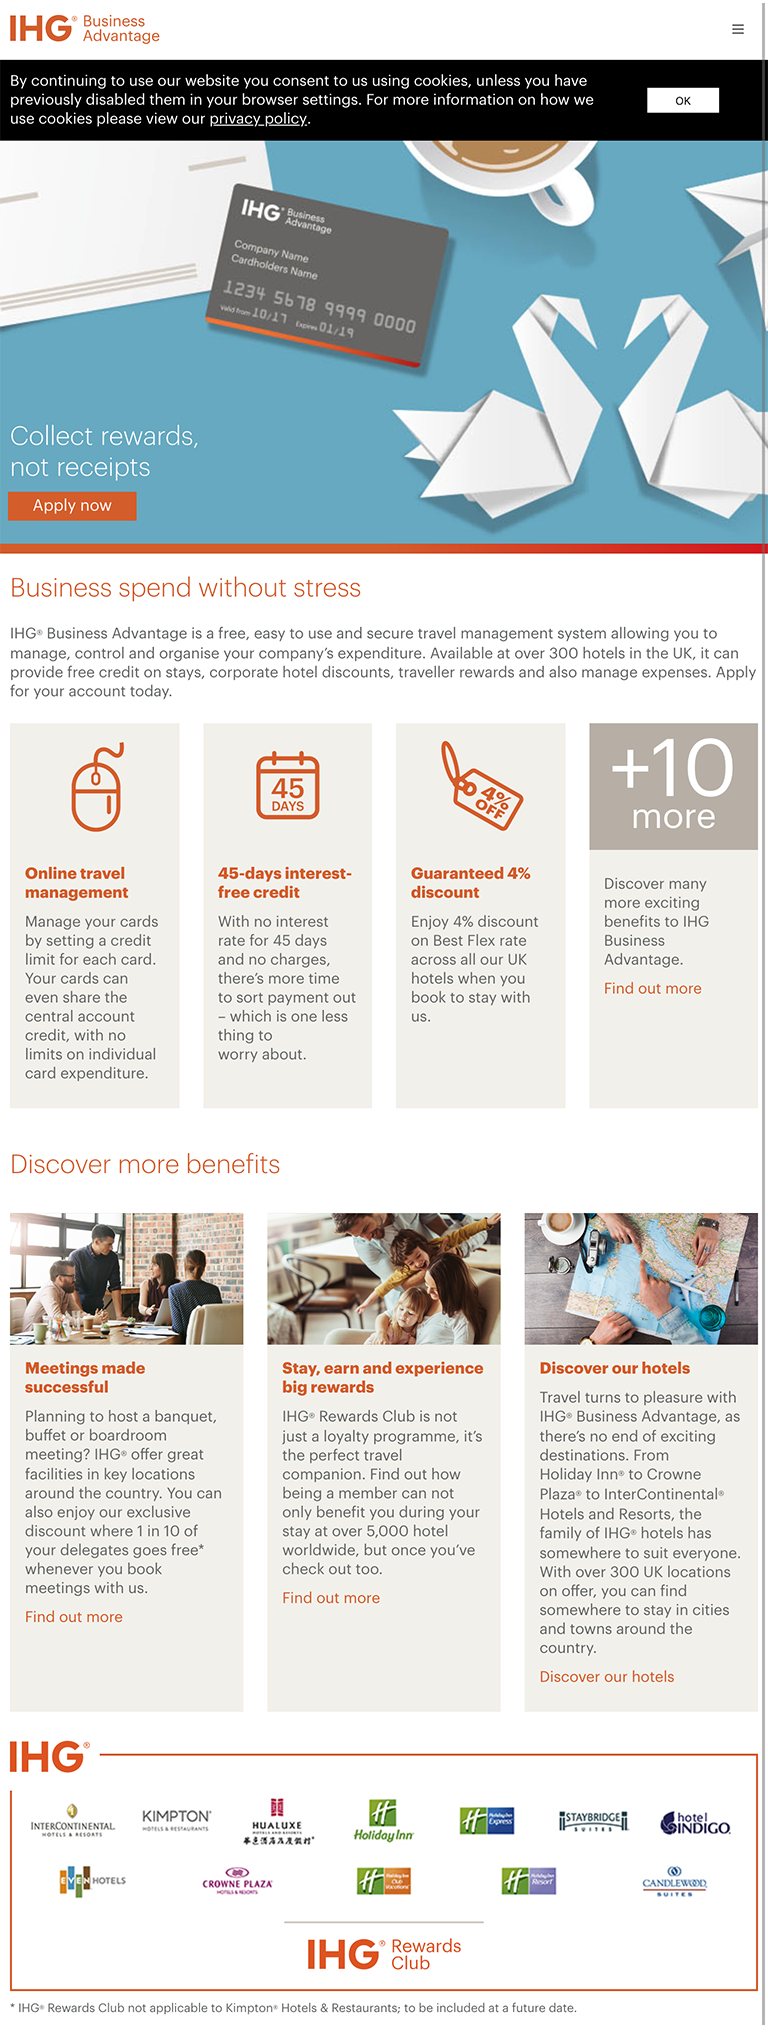 IHG® Business
Advantage
By continuing to use our website you consent to us using cookies, unless you have
previously disabled them in your browser settings. For more information on how we
use cookies please view our privacy policy.
OK
IHG® Business
Advantage
Company Name
Cardholders Name
1234 5678 9999 0000
Valid from 10/17 Expires 01/19
Collect rewards,
not receipts
Apply now
Business spend without stress
IHG® Business Advantage is a free, easy to use and secure travel management system allowing you to
manage, control and organise your company's expenditure. Available at over 300 hotels in the UK, it can
provide free credit on stays, corporate hotel discounts, traveller rewards and also manage expenses. Apply
for your account today.
Online travel
management
Manage your cards
by setting a credit
limit for each card.
Your cards can
even share the
central account
credit, with no
limits on individual
card expenditure.
45
DAYS
45-days interest-
free credit
With no interest
rate for 45 days
and no charges,
there's more time
to sort payment out
– which is one less
thing to
worry about.
4%
OFF
Guaranteed 4%
discount
Enjoy 4% discount
on Best Flex rate
across all our UK
hotels when you
book to stay with
us.
+10
more
Discover many
more exciting
benefits to IHG
Business
Advantage.
Find out more
Discover more benefits
Meetings made
successful
Planning to host a banquet,
buffet or boardroom
meeting? IHG® offer great
facilities in key locations
around the country. You can
also enjoy our exclusive
discount where 1 in 10 of
your delegates goes free*
whenever you book
meetings with us.
Find out more
Stay, earn and experience
big rewards
IHG® Rewards Club is not
just a loyalty programme, it's
the perfect travel
companion. Find out how
being a member can not
only benefit you during your
stay at over 5,000 hotel
worldwide, but once you've
check out too.
Find out more
Discover our hotels
Travel turns to pleasure with
IHG® Business Advantage, as
there's no end of exciting
destinations. From
Holiday Inn® to Crowne
Plaza® to InterContinental®
Hotels and Resorts, the
family of IHG® hotels has
somewhere to suit everyone.
With over 300 UK locations
on offer, you can find
somewhere to stay in cities
and towns around the
country.
Discover our hotels
IHG®
INTERCONTINENTAL
HOTELS & RESORTS
KIMPTON®
HOTELS & RESTAURANTS
HUALUXE
HOTELS AND RESORTS
Holiday Inn
Holiday Inn
Express
STAYBRIDGE
SUITES
hotel
INDIGO
EVEN HOTELS
CROWNE PLAZA
HOTELS & RESORTS
Holiday Inn
Club
Vacations
Holiday Inn
Resort
CANDLEWOOD
SUITES
IHG® Rewards
Club
* IHG® Rewards Club not applicable to Kimpton® Hotels & Restaurants; to be included at a future date.